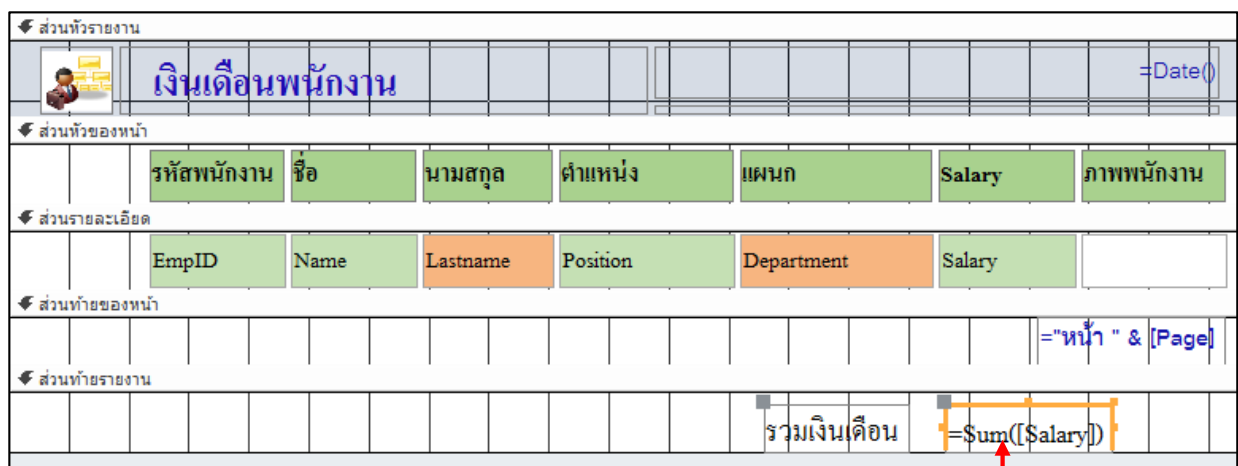 ส่วนหัวรายงาน
เงินเดือนพนักงาน =Date()
ส่วนหัวของหน้า
รหัสพนักงาน ชื่อ นามสกุล ตำแหน่ง แผนก Salary ภาพพนักงาน
ส่วนรายละเอียด
EmpID Name Lastname Position Department Salary
ส่วนท้ายของหน้า
="หน้า " & [Page]
ส่วนท้ายรายงาน
รวมเงินเดือน =Sum([Salary])